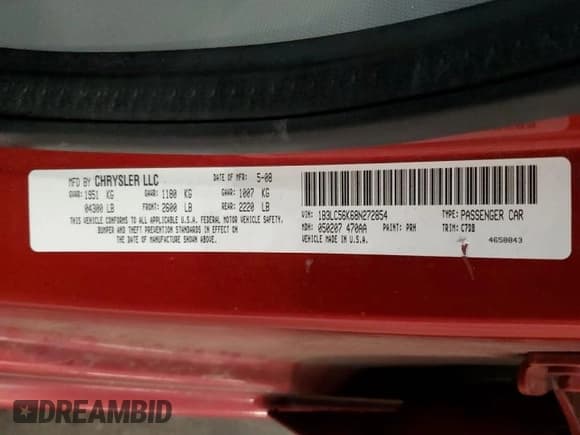 MFD BY CHRYSLER LLC DATE OF MFR: 5-08
GVWR: 1951 KG GAWR: 1180 KG GAWR: 1007 KG
04300 LB FRONT: 2600 LB REAR: 2220 LB
THIS VEHICLE CONFORMS TO ALL APPLICABLE U.S.A. FEDERAL MOTOR VEHICLE SAFETY,
BUMPER AND THEFT PREVENTION STANDARDS IN EFFECT ON
THE DATE OF MANUFACTURE SHOWN ABOVE.
VIN: 1B3LC56K68N272854 TYPE: PASSENGER CAR
MDH: 050207 470AA PAINT: PRH TRIM: C7DB
VEHICLE MADE IN U.S.A. 4658843
DREAMBID